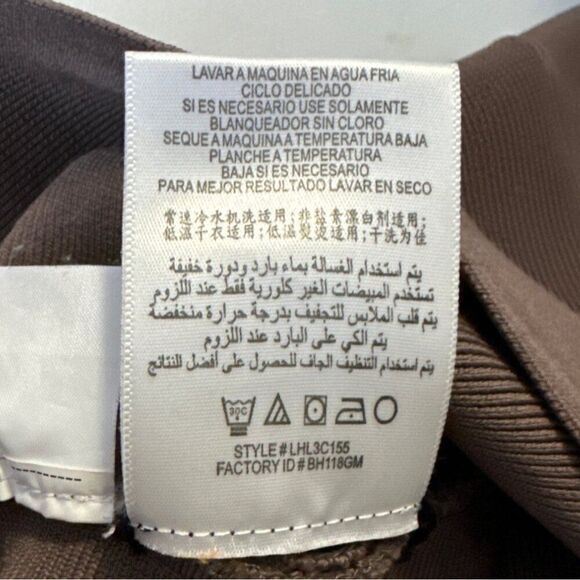 LAVAR A MAQUINA EN AGUA FRIA
CICLO DELICADO
SI ES NECESARIO USE SOLAMENTE
BLANQUEADOR SIN CLORO
SEQUE A MAQUINA A TEMPERATURA BAJA
PLANCHE A TEMPERATURA
BAJA SI ES NECESARIO
PARA MEJOR RESULTADO LAVAR EN SECO
常速冷水机洗适用;非盐素漂白剂适用;
低温干衣适用;低温熨烫适用;干洗为佳
يتم استخدام الغسالة بماء بارد ودورة خفيفة
تستخدم المبيضات الغير كلورية فقط عند اللزوم
يتم قلب الملابس للتجفيف بدرجة حرارة منخفضة
يتم الكي على البارد عند اللزوم
يتم استخدام التنظيف الجاف للحصول على أفضل النتائج
30C
STYLE# LHL3C155
FACTORY ID# BH118GM